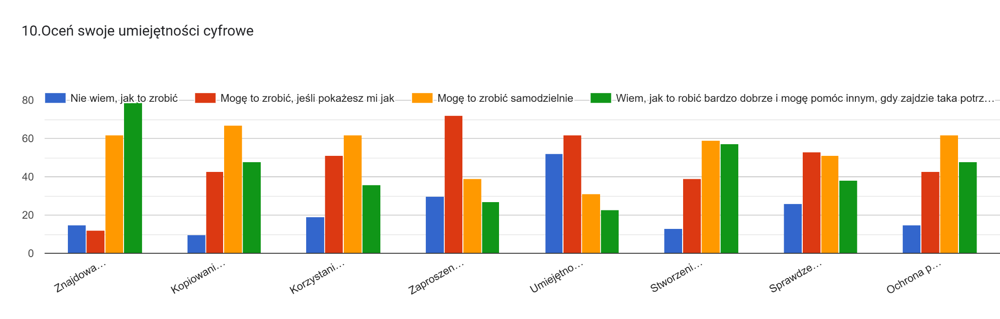 10.Oceń swoje umiejętności cyfrowe
Nie wiem, jak to zrobić
Mogę to zrobić, jeśli pokażesz mi jak
Mogę to zrobić samodzielnie
Wiem, jak to robić bardzo dobrze i mogę pomóc innym, gdy zajdzie taka potrz…
80
60
40
20
0
Znajdowa…
Kopiowani…
Korzystani…
Zaproszen…
Umiejętno…
Stworzeni…
Sprawdze…
Ochrona p…